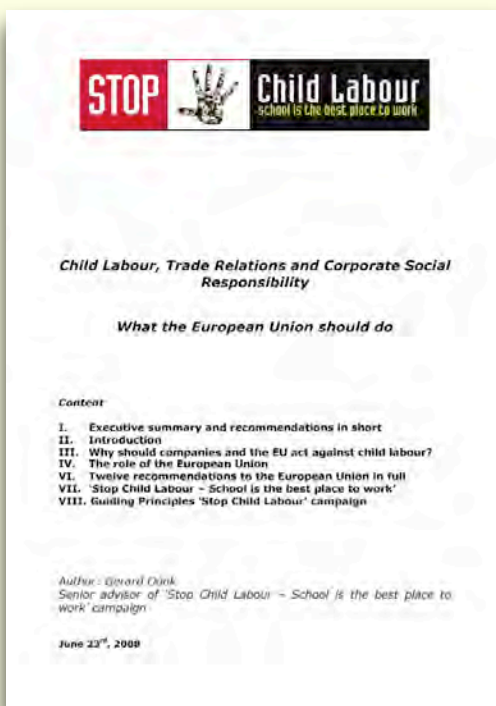 STOP
Child Labour
school is the best place to work
Child Labour, Trade Relations and Corporate Social
Responsibility
What the European Union should do
Content
I. Executive summary and recommendations in short
II. Introduction
III. Why should companies and the EU act against child labour?
IV. The role of the European Union
VI. Twelve recommendations to the European Union in full
VII. ‘Stop Child Labour – School is the best place to work’
VIII. Guiding Principles ‘Stop Child Labour’ campaign
Author: Gerard Oonk
Senior advisor of ‘Stop Child Labour – School is the best place to
work’ campaign
June 23rd, 2008